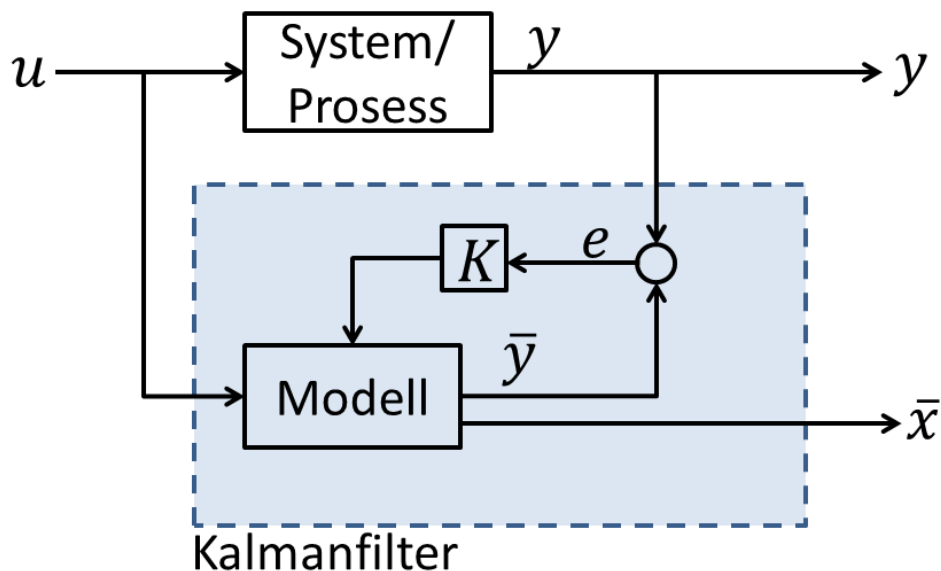 u
System/
Prosess
y
y
K
e
Modell
ȳ
x̄
Kalmanfilter